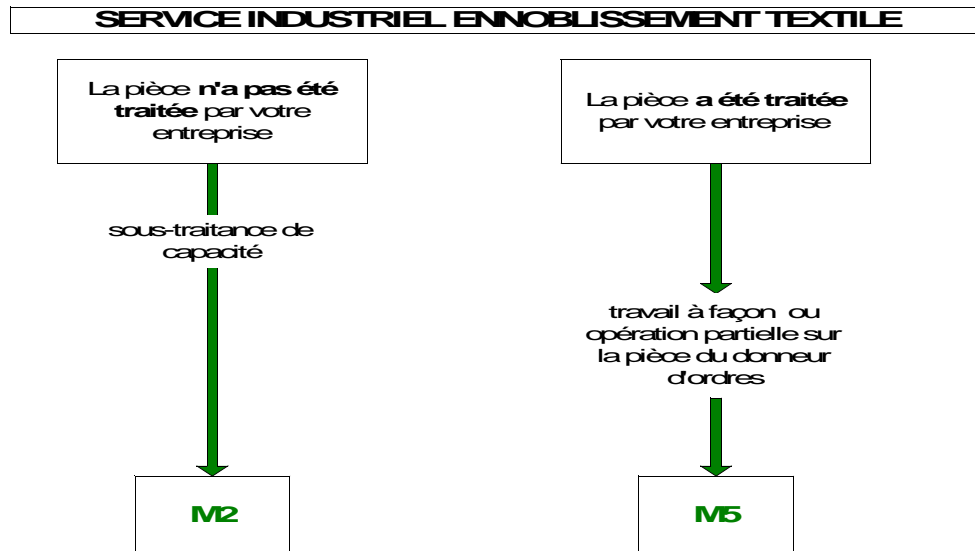 SERVICE INDUSTRIEL ENNOBLISSEMENT TEXTILE
La pièce n'a pas été
traitée par votre
entreprise
sous-traitance de
capacité
M2
La pièce a été traitée
par votre entreprise
travail à façon ou
opération partielle sur
la pièce du donneur
d'ordres
M5